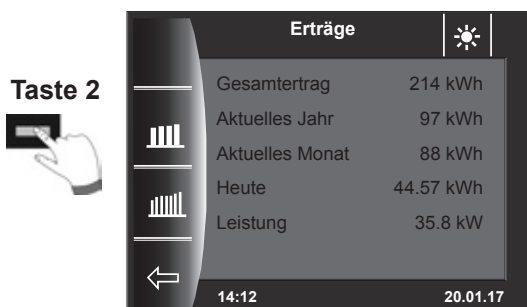 Taste 2
Erträge
Gesamtertrag 214 kWh
Aktuelles Jahr 97 kWh
Aktuelles Monat 88 kWh
Heute 44.57 kWh
Leistung 35.8 kW
14:12 20.01.17